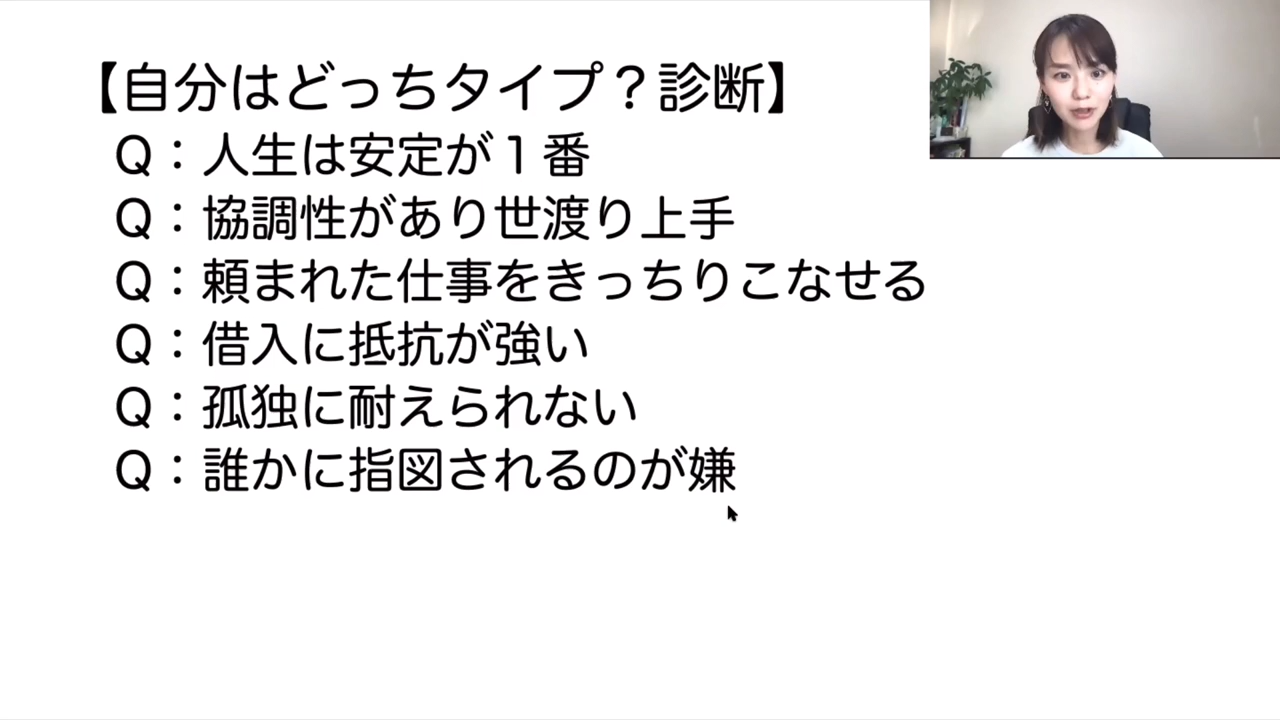 【自分はどっちタイプ？診断】
Q：人生は安定が１番
Q：協調性があり世渡り上手
Q：頼まれた仕事をきっちりこなせる
Q：借入に抵抗が強い
Q：孤独に耐えられない
Q：誰かに指図されるのが嫌